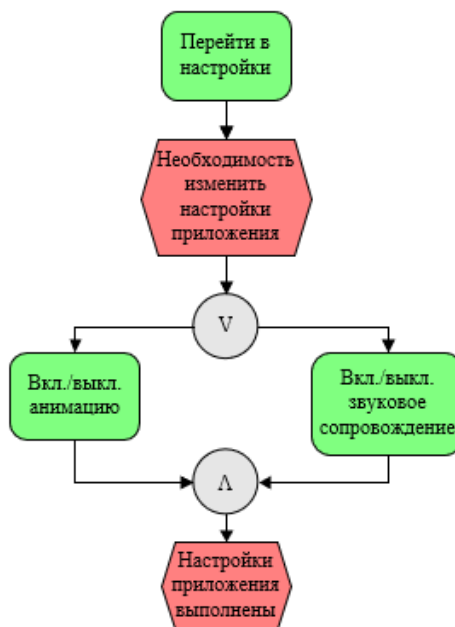 Перейти в
настройки
Необходимость
изменить
настройки
приложения
V
Вкл./выкл.
анимацию
Вкл./выкл.
звуковое
сопровождение
Λ
Настройки
приложения
выполнены